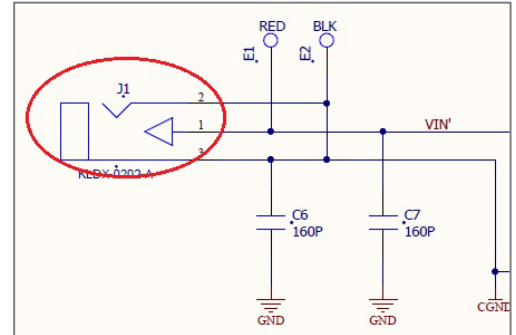 RED
BLK
E1
E2
J1
2
1
VIN'
3
KLDX-0202-A
C6
160P
C7
160P
GND
GND
CGND